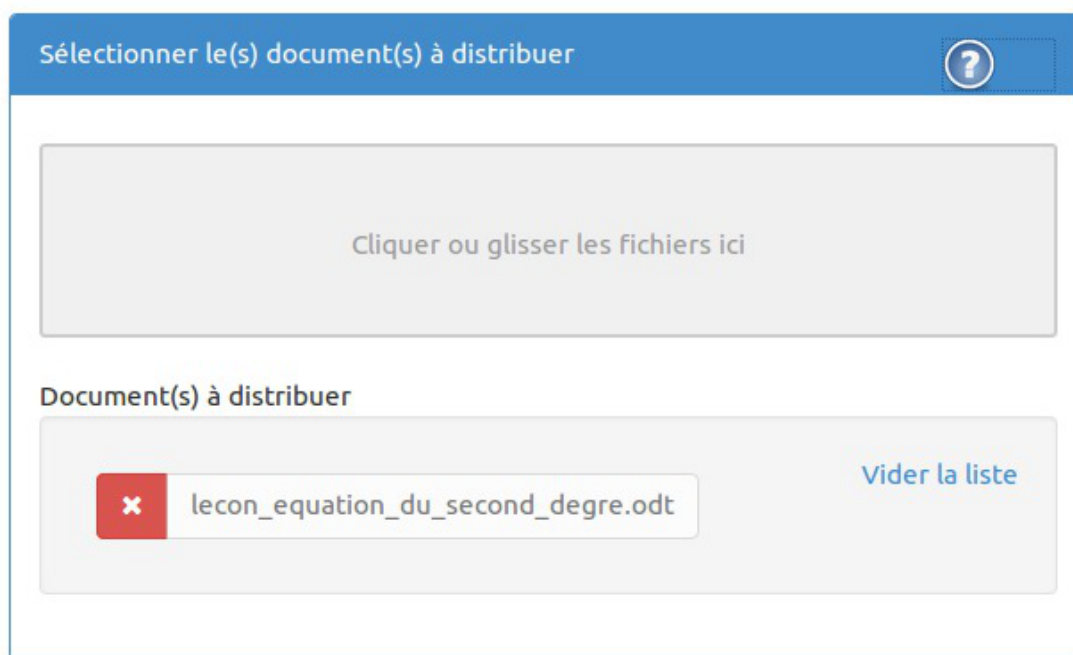 Sélectionner le(s) document(s) à distribuer
?
Cliquer ou glisser les fichiers ici
Document(s) à distribuer
Vider la liste
lecon_equation_du_second_degre.odt